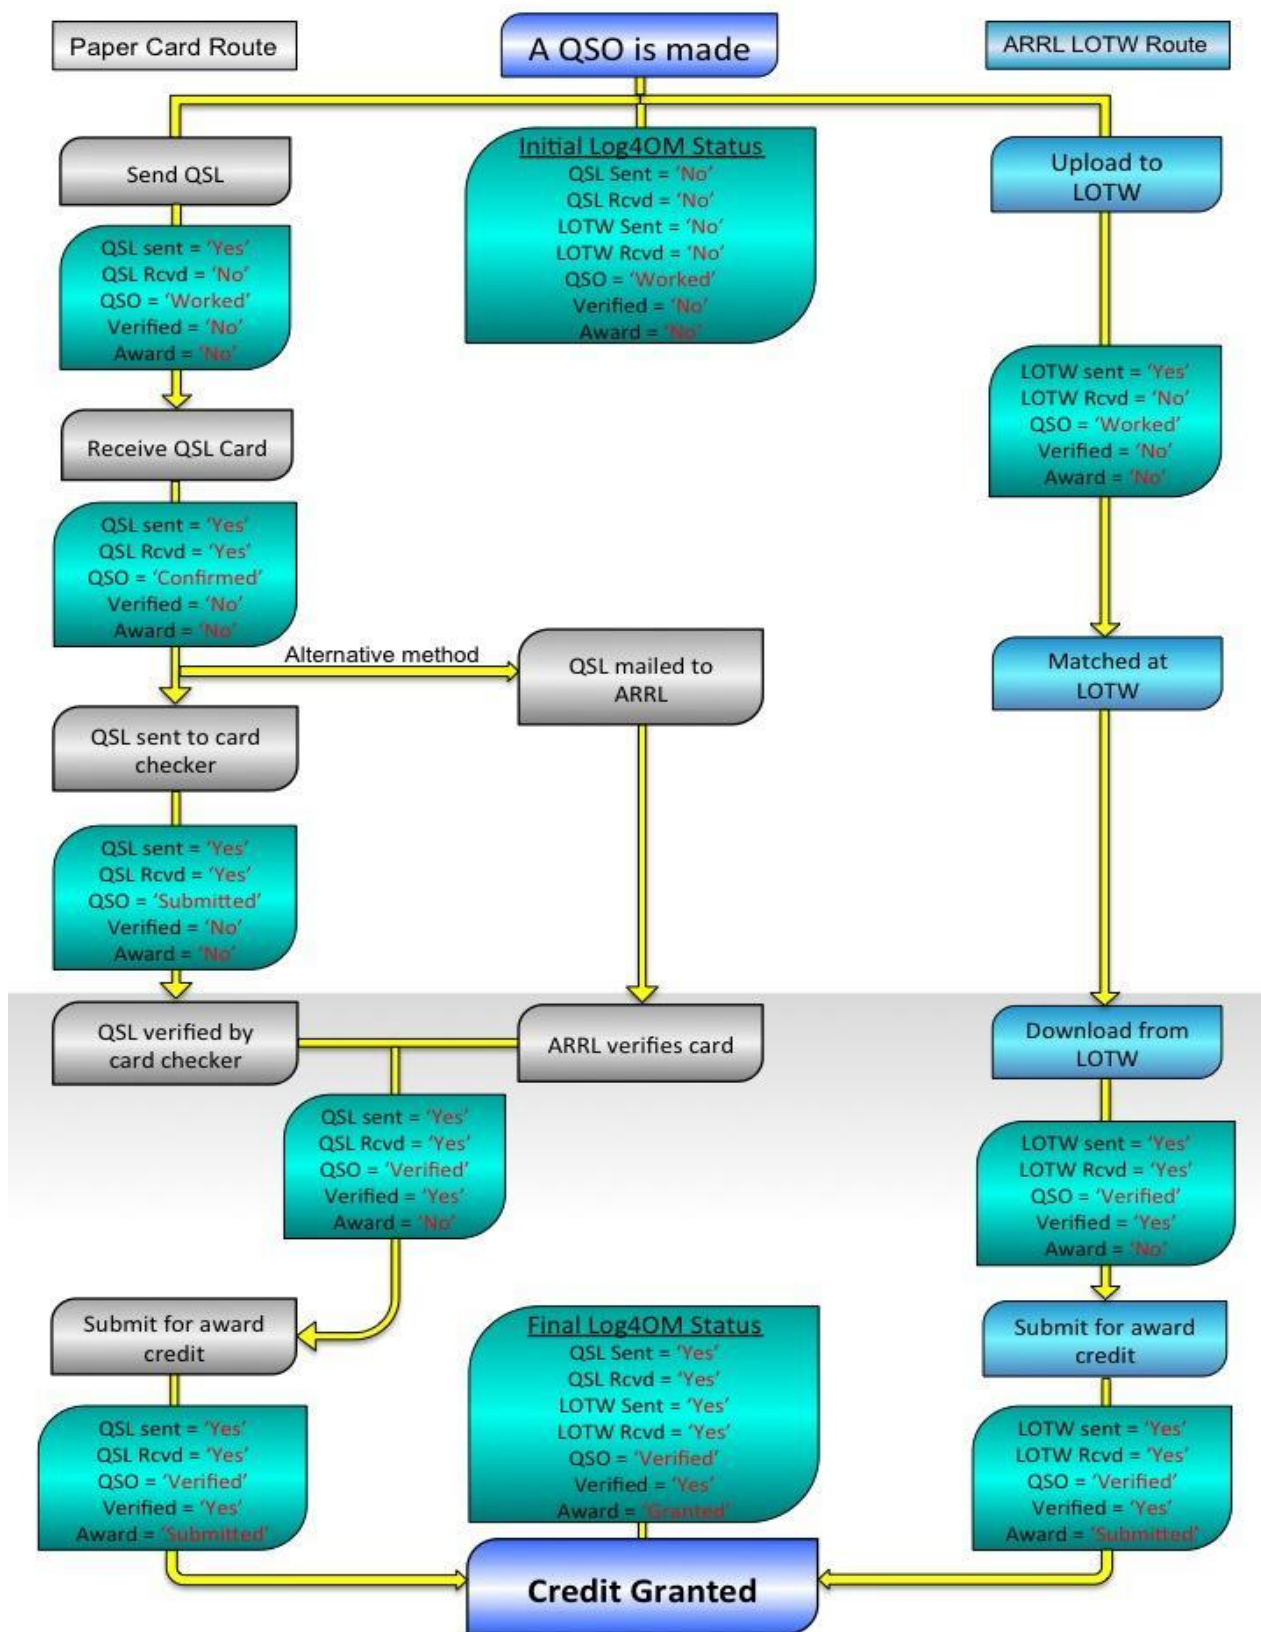 Paper Card Route
A QSO is made
ARRL LOTW Route
Send QSL
QSL sent = ‘Yes’
QSL Rcvd = ‘No’
QSO = ‘Worked’
Verified = ‘No’
Award = ‘No’
Receive QSL Card
QSL sent = ‘Yes’
QSL Rcvd = ‘Yes’
QSO = ‘Confirmed’
Verified = ‘No’
Award = ‘No’
Alternative method
QSL sent to card
checker
QSL sent = ‘Yes’
QSL Rcvd = ‘Yes’
QSO = ‘Submitted’
Verified = ‘No’
Award = ‘No’
QSL verified by
card checker
Initial Log4OM Status
QSL Sent = ‘No’
QSL Rcvd = ‘No’
LOTW Sent = ‘No’
LOTW Rcvd = ‘No’
QSO = ‘Worked’
Verified = ‘No’
Award = ‘No’
QSL mailed to
ARRL
ARRL verifies card
QSL sent = ‘Yes’
QSL Rcvd = ‘Yes’
QSO = ‘Verified’
Verified = ‘Yes’
Award = ‘No’
Submit for award
credit
QSL sent = ‘Yes’
QSL Rcvd = ‘Yes’
QSO = ‘Verified’
Verified = ‘Yes’
Award = ‘Submitted’
Upload to
LOTW
LOTW sent = ‘Yes’
LOTW Rcvd = ‘No’
QSO = ‘Worked’
Verified = ‘No’
Award = ‘No’
Matched at
LOTW
Download from
LOTW
LOTW sent = ‘Yes’
LOTW Rcvd = ‘Yes’
QSO = ‘Verified’
Verified = ‘Yes’
Award = ‘No’
Submit for award
credit
LOTW sent = ‘Yes’
LOTW Rcvd = ‘Yes’
QSO = ‘Verified’
Verified = ‘Yes’
Award = ‘Submitted’
Final Log4OM Status
QSL Sent = ‘Yes’
QSL Rcvd = ‘Yes’
LOTW Sent = ‘Yes’
LOTW Rcvd = ‘Yes’
QSO = ‘Verified’
Verified = ‘Yes’
Award = ‘Granted’
Credit Granted